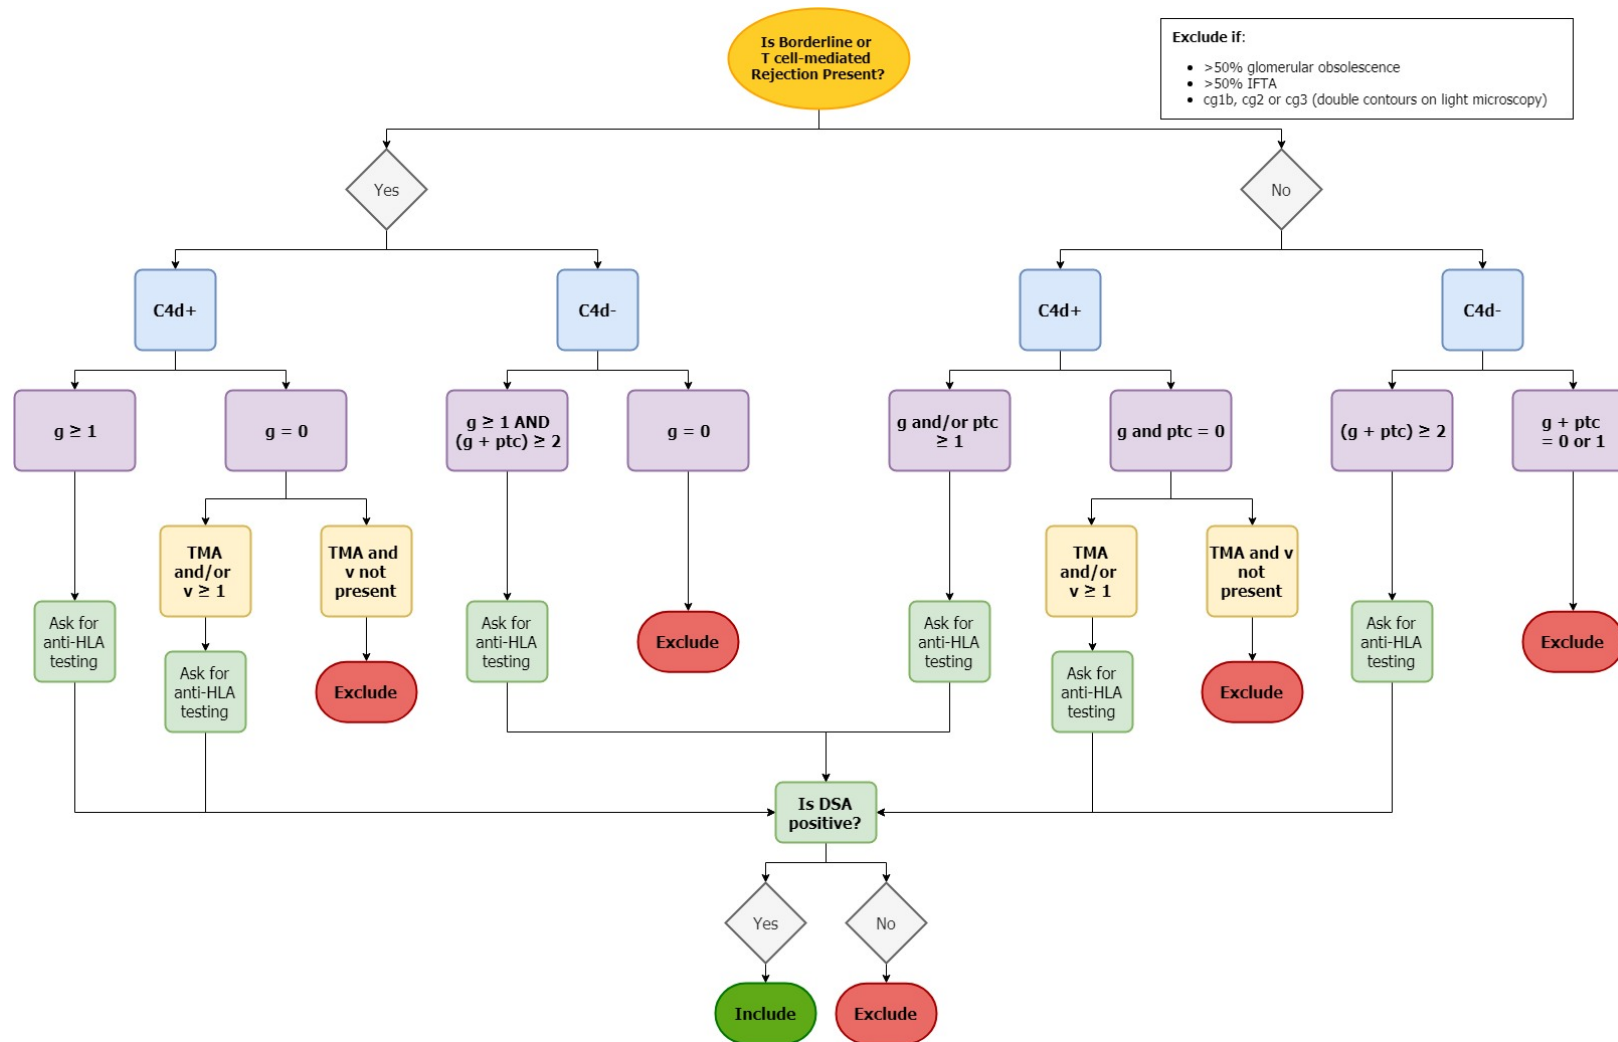 Is Borderline or
T cell-mediated
Rejection Present?
Exclude if:
• >50% glomerular obsolescence
• >50% IFTA
• cg1b, cg2 or cg3 (double contours on light microscopy)
Yes
No
C4d+
C4d-
C4d+
C4d-
g ≥ 1
g = 0
g ≥ 1 AND
(g + ptc) ≥ 2
g = 0
g and/or ptc
≥ 1
g and ptc = 0
(g + ptc) ≥ 2
g + ptc
= 0 or 1
TMA
and/or
v ≥ 1
TMA and
v not
present
TMA
and/or
v ≥ 1
TMA and v
not
present
Ask for
anti-HLA
testing
Ask for
anti-HLA
testing
Exclude
Ask for
anti-HLA
testing
Exclude
Ask for
anti-HLA
testing
Ask for
anti-HLA
testing
Exclude
Ask for
anti-HLA
testing
Exclude
Is DSA
positive?
Yes
No
Include
Exclude